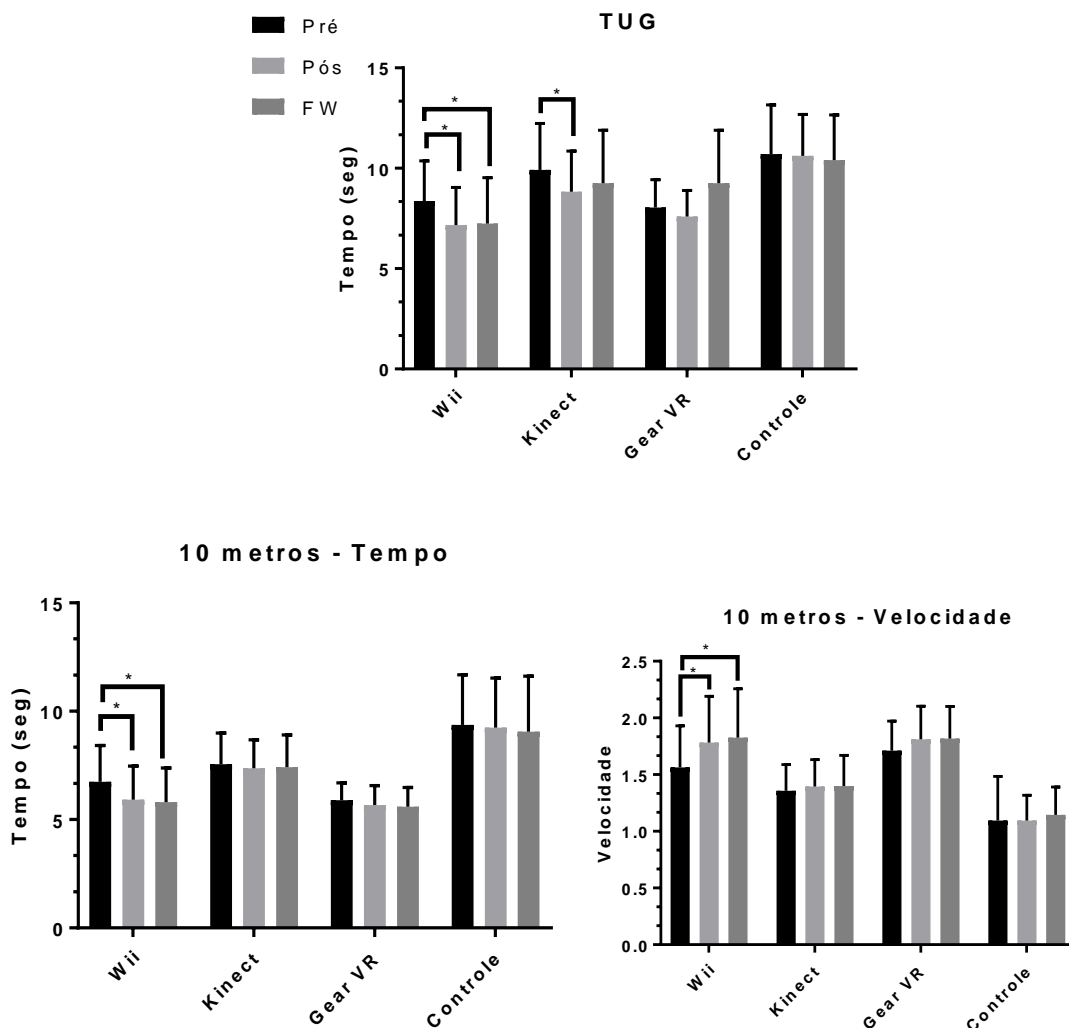 Pré
Pós
FW
TUG
Tempo (seg)
15
10
5
0
* * *
Wii
Kinect
Gear VR
Controle
10 metros - Tempo
Tempo (seg)
15
10
5
0
* *
Wii
Kinect
Gear VR
Controle
10 metros - Velocidade
Velocidade
2.5
2.0
1.5
1.0
0.5
0.0
* *
Wii
Kinect
Gear VR
Controle